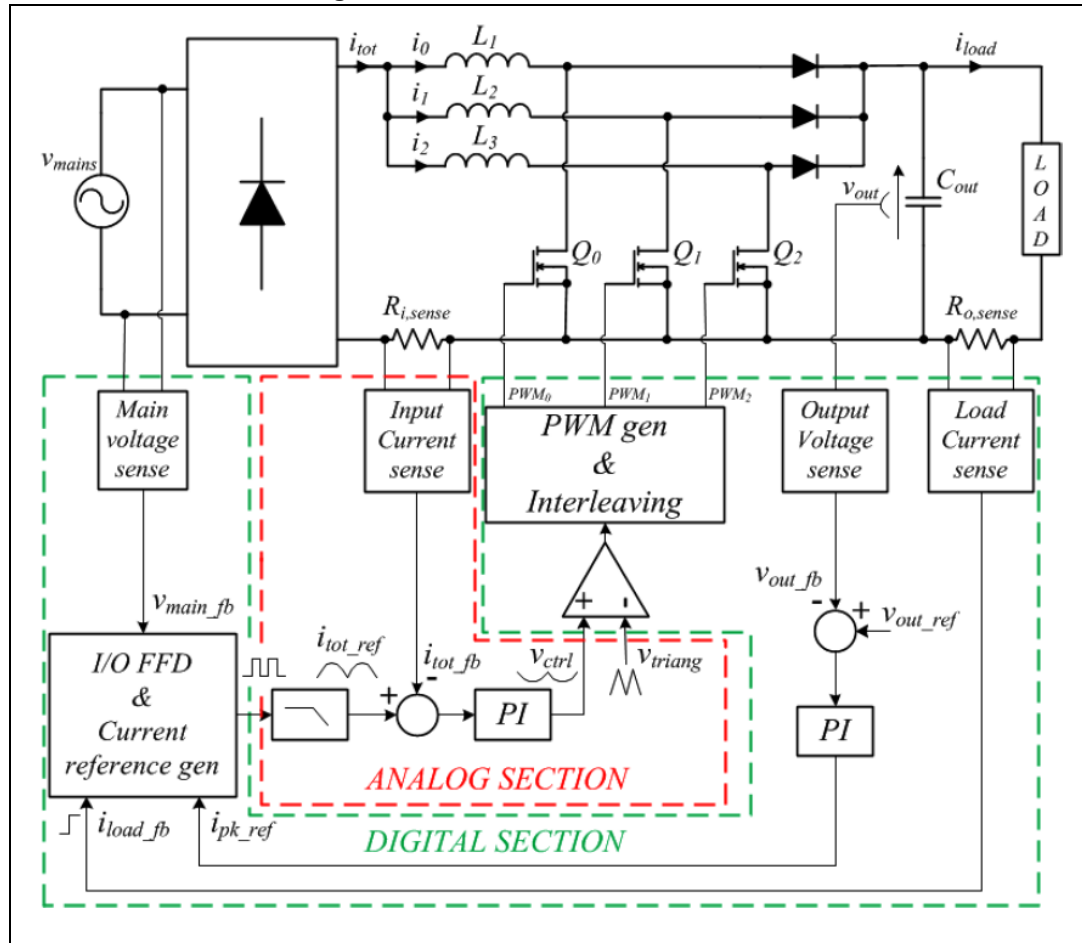 i_tot
i_0
L_1
i_load
i_1
L_2
i_2
L_3
v_mains
v_out
C_out
LOAD
Q_0
Q_1
Q_2
R_i,sense
R_o,sense
Main
voltage
sense
Input
Current
sense
PWM_0
PWM_1
PWM_2
PWM gen
&
Interleaving
Output
Voltage
sense
Load
Current
sense
v_main_fb
v_out_fb
-
+
v_out_ref
+
-
I/O FFD
&
Current
reference gen
i_tot_ref
+
-
i_tot_fb
v_ctrl
v_triang
PI
PI
ANALOG SECTION
i_load_fb
i_pk_ref
DIGITAL SECTION